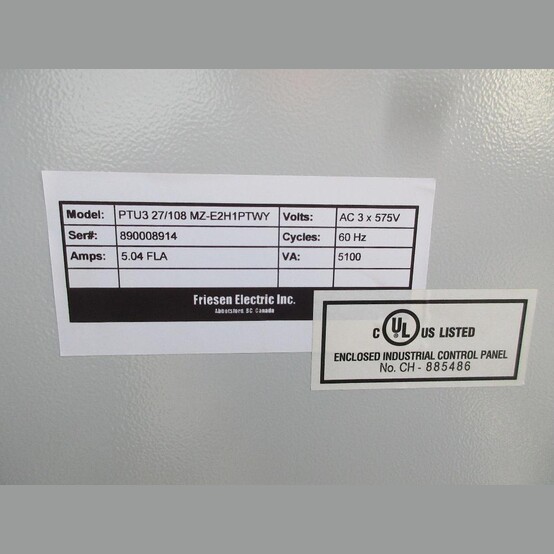 Model: PTU3 27/108 MZ-E2H1PTWY Volts: AC 3 x 575V
Ser#: 890008914 Cycles: 60 Hz
Amps: 5.04 FLA VA: 5100
Friesen Electric Inc.
Abbotsford, BC Canada
C UL US LISTED
ENCLOSED INDUSTRIAL CONTROL PANEL
No. CH - 885486